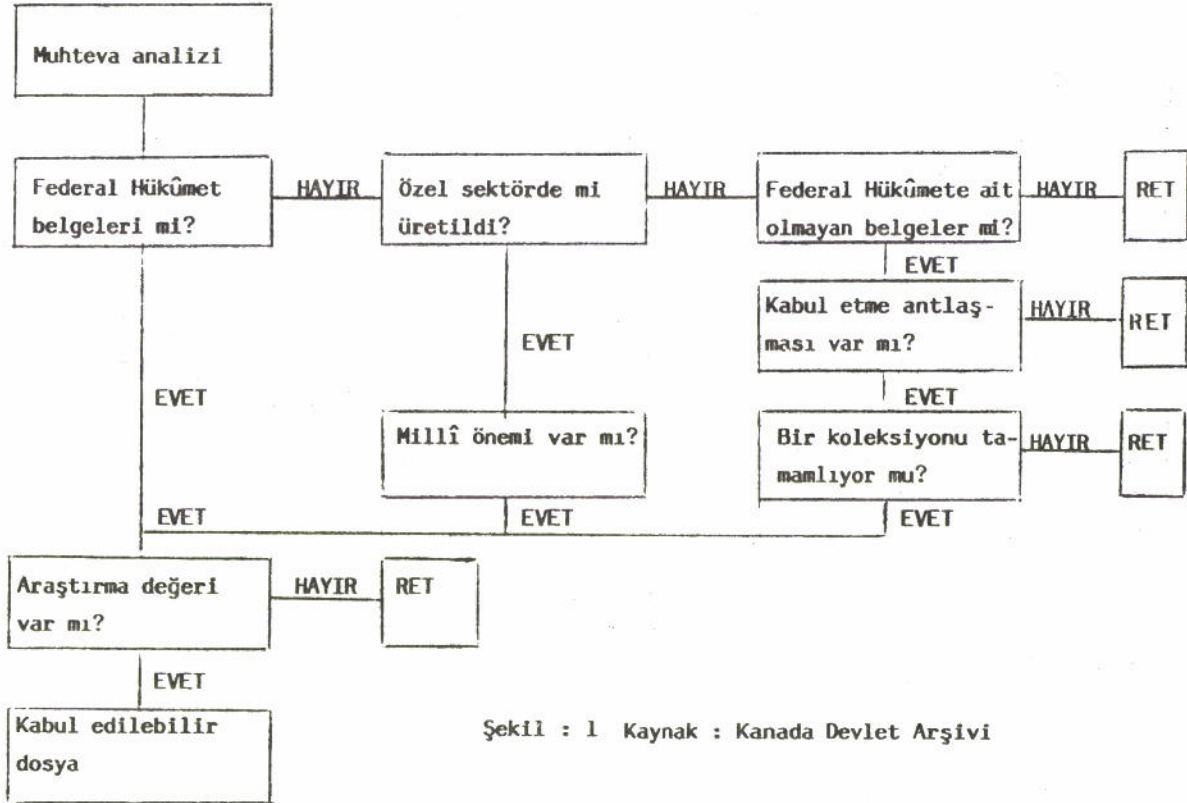 Muhteva analizi
Federal Hükûmet
belgeleri mi?
HAYIR
Özel sektörde mi
üretildi?
HAYIR
Federal Hükûmete ait
olmayan belgeler mi?
HAYIR
RET
EVET
Kabul etme antlaş-
ması var mı?
HAYIR
RET
EVET
EVET
EVET
Millî önemi var mı?
Bir koleksiyonu ta-
mamlıyor mu?
HAYIR
RET
EVET
EVET
EVET
Araştırma değeri
var mı?
HAYIR
RET
EVET
Kabul edilebilir
dosya
Şekil : l Kaynak : Kanada Devlet Arşivi